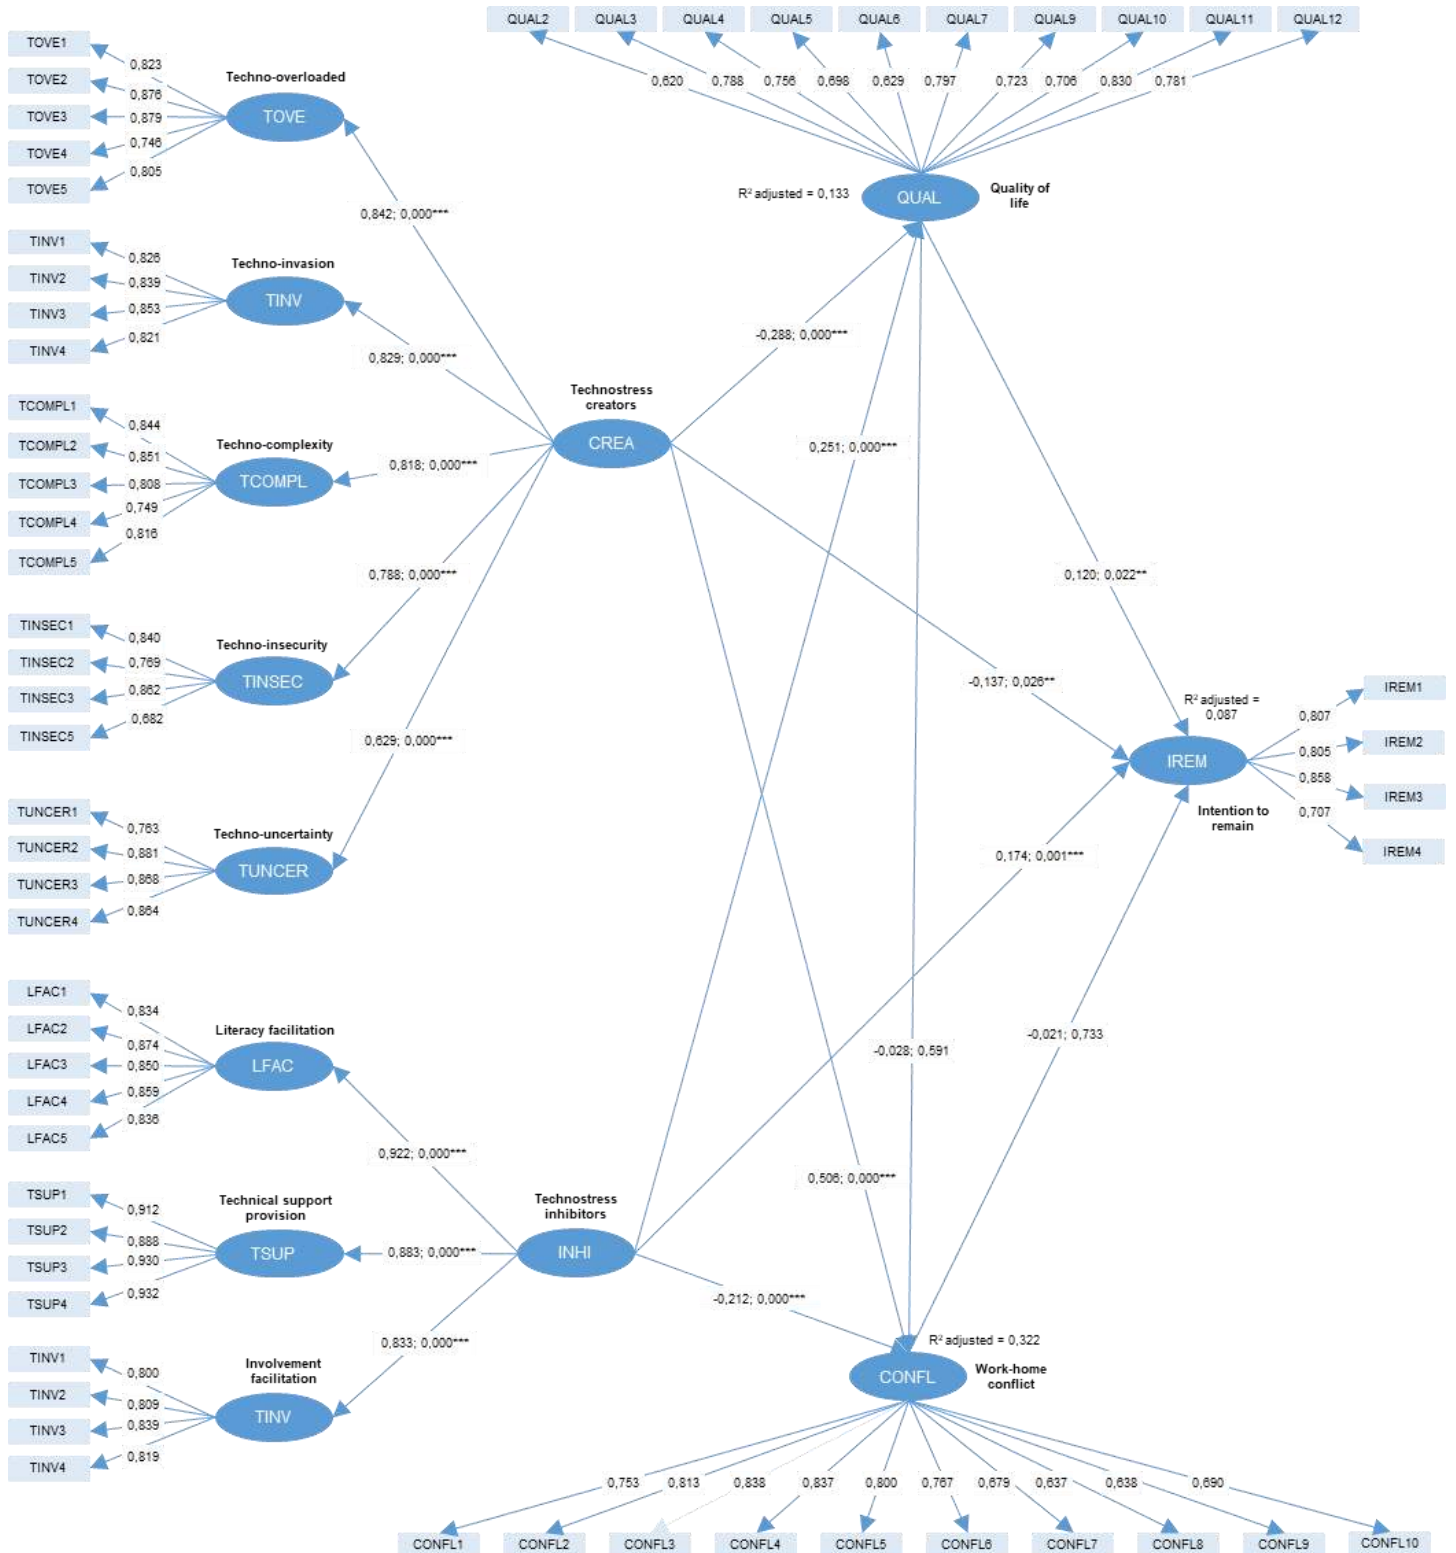 QUAL2 QUAL3 QUAL4 QUAL5 QUAL6 QUAL7 QUAL9 QUAL10 QUAL11 QUAL12
0,620 0,788 0,756 0,698 0,629 0,797 0,723 0,706 0,830 0,781
R² adjusted = 0,133
QUAL
Quality of
life
TOVE1
TOVE2
TOVE3
TOVE4
TOVE5
0,823
0,876
0,879
0,746
0,805
Techno-overloaded
TOVE
0,842; 0,000***
TINV1
TINV2
TINV3
TINV4
0,826
0,839
0,853
0,821
Techno-invasion
TINV
0,829; 0,000***
TCOMPL1
TCOMPL2
TCOMPL3
TCOMPL4
TCOMPL5
0,844
0,851
0,808
0,749
0,816
Techno-complexity
TCOMPL
0,818; 0,000***
Technostress
creators
CREA
-0,288; 0,000***
0,251; 0,000***
TINSEC1
TINSEC2
TINSEC3
TINSEC5
0,840
0,769
0,862
0,682
Techno-insecurity
TINSEC
0,788; 0,000***
0,120; 0,022**
-0,137; 0,026**
TUNCER1
TUNCER2
TUNCER3
TUNCER4
0,763
0,881
0,868
0,864
Techno-uncertainty
TUNCER
0,629; 0,000***
R² adjusted =
0,087
IREM
Intention to
remain
0,807
0,805
0,858
0,707
IREM1
IREM2
IREM3
IREM4
0,174; 0,001***
LFAC1
LFAC2
LFAC3
LFAC4
LFAC5
0,834
0,874
0,850
0,859
0,836
Literacy facilitation
LFAC
0,922; 0,000***
-0,028; 0,591
-0,021; 0,733
0,506; 0,000***
TSUP1
TSUP2
TSUP3
TSUP4
0,912
0,888
0,930
0,932
Technical support
provision
TSUP
0,883; 0,000***
Technostress
inhibitors
INHI
-0,212; 0,000***
TINV1
TINV2
TINV3
TINV4
0,800
0,809
0,839
0,819
Involvement
facilitation
TINV
0,833; 0,000***
R² adjusted = 0,322
CONFL
Work-home
conflict
0,753 0,813 0,838 0,837 0,800 0,767 0,679 0,637 0,638 0,690
CONFL1 CONFL2 CONFL3 CONFL4 CONFL5 CONFL6 CONFL7 CONFL8 CONFL9 CONFL10